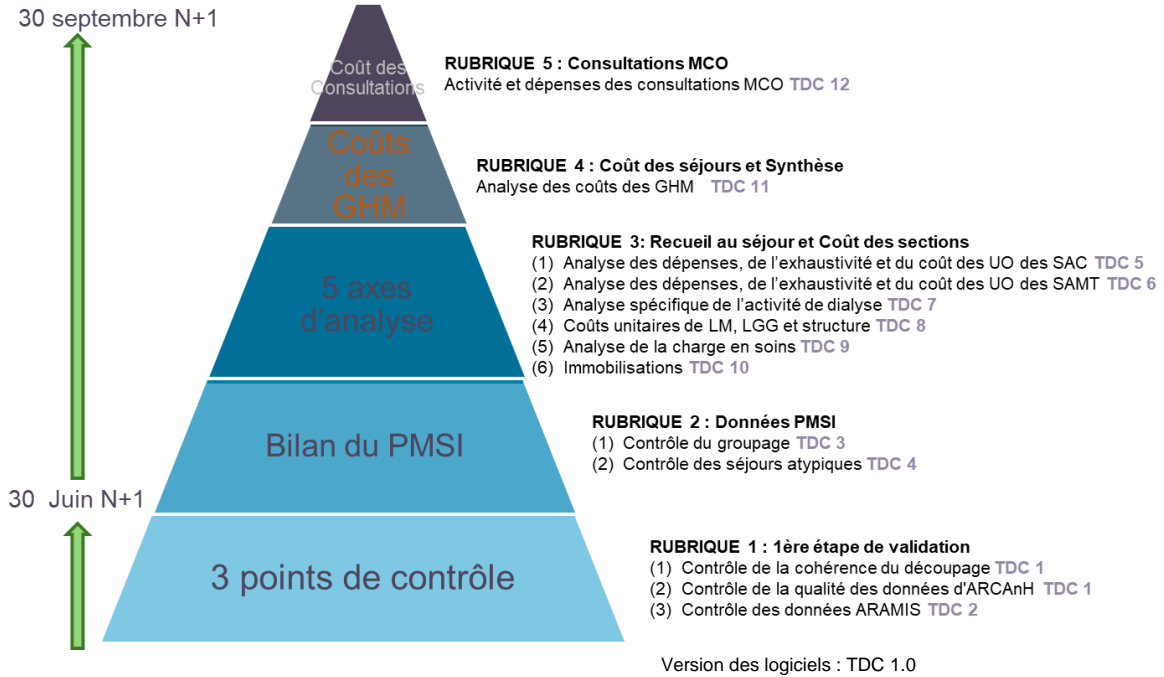 30 septembre N+1
Coût des
Consultations
RUBRIQUE 5 : Consultations MCO
Activité et dépenses des consultations MCO TDC 12
Coûts
des
GHM
RUBRIQUE 4 : Coût des séjours et Synthèse
Analyse des coûts des GHM TDC 11
5 axes
d'analyse
RUBRIQUE 3: Recueil au séjour et Coût des sections
(1) Analyse des dépenses, de l'exhaustivité et du coût des UO des SAC TDC 5
(2) Analyse des dépenses, de l'exhaustivité et du coût des UO des SAMT TDC 6
(3) Analyse spécifique de l'activité de dialyse TDC 7
(4) Coûts unitaires de LM, LGG et structure TDC 8
(5) Analyse de la charge en soins TDC 9
(6) Immobilisations TDC 10
Bilan du PMSI
RUBRIQUE 2 : Données PMSI
(1) Contrôle du groupage TDC 3
(2) Contrôle des séjours atypiques TDC 4
30 Juin N+1
3 points de contrôle
RUBRIQUE 1 : 1ère étape de validation
(1) Contrôle de la cohérence du découpage TDC 1
(2) Contrôle de la qualité des données d'ARCAnH TDC 1
(3) Contrôle des données ARAMIS TDC 2
Version des logiciels : TDC 1.0